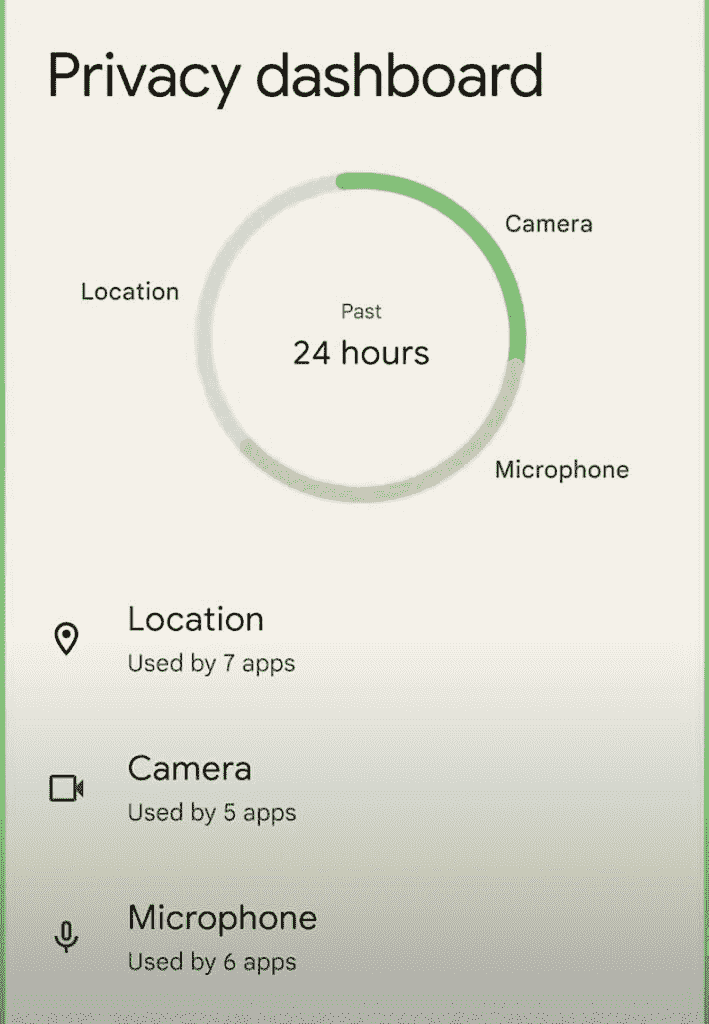 Privacy dashboard
Camera
Location
Past
24 hours
Microphone
Location
Used by 7 apps
Camera
Used by 5 apps
Microphone
Used by 6 apps